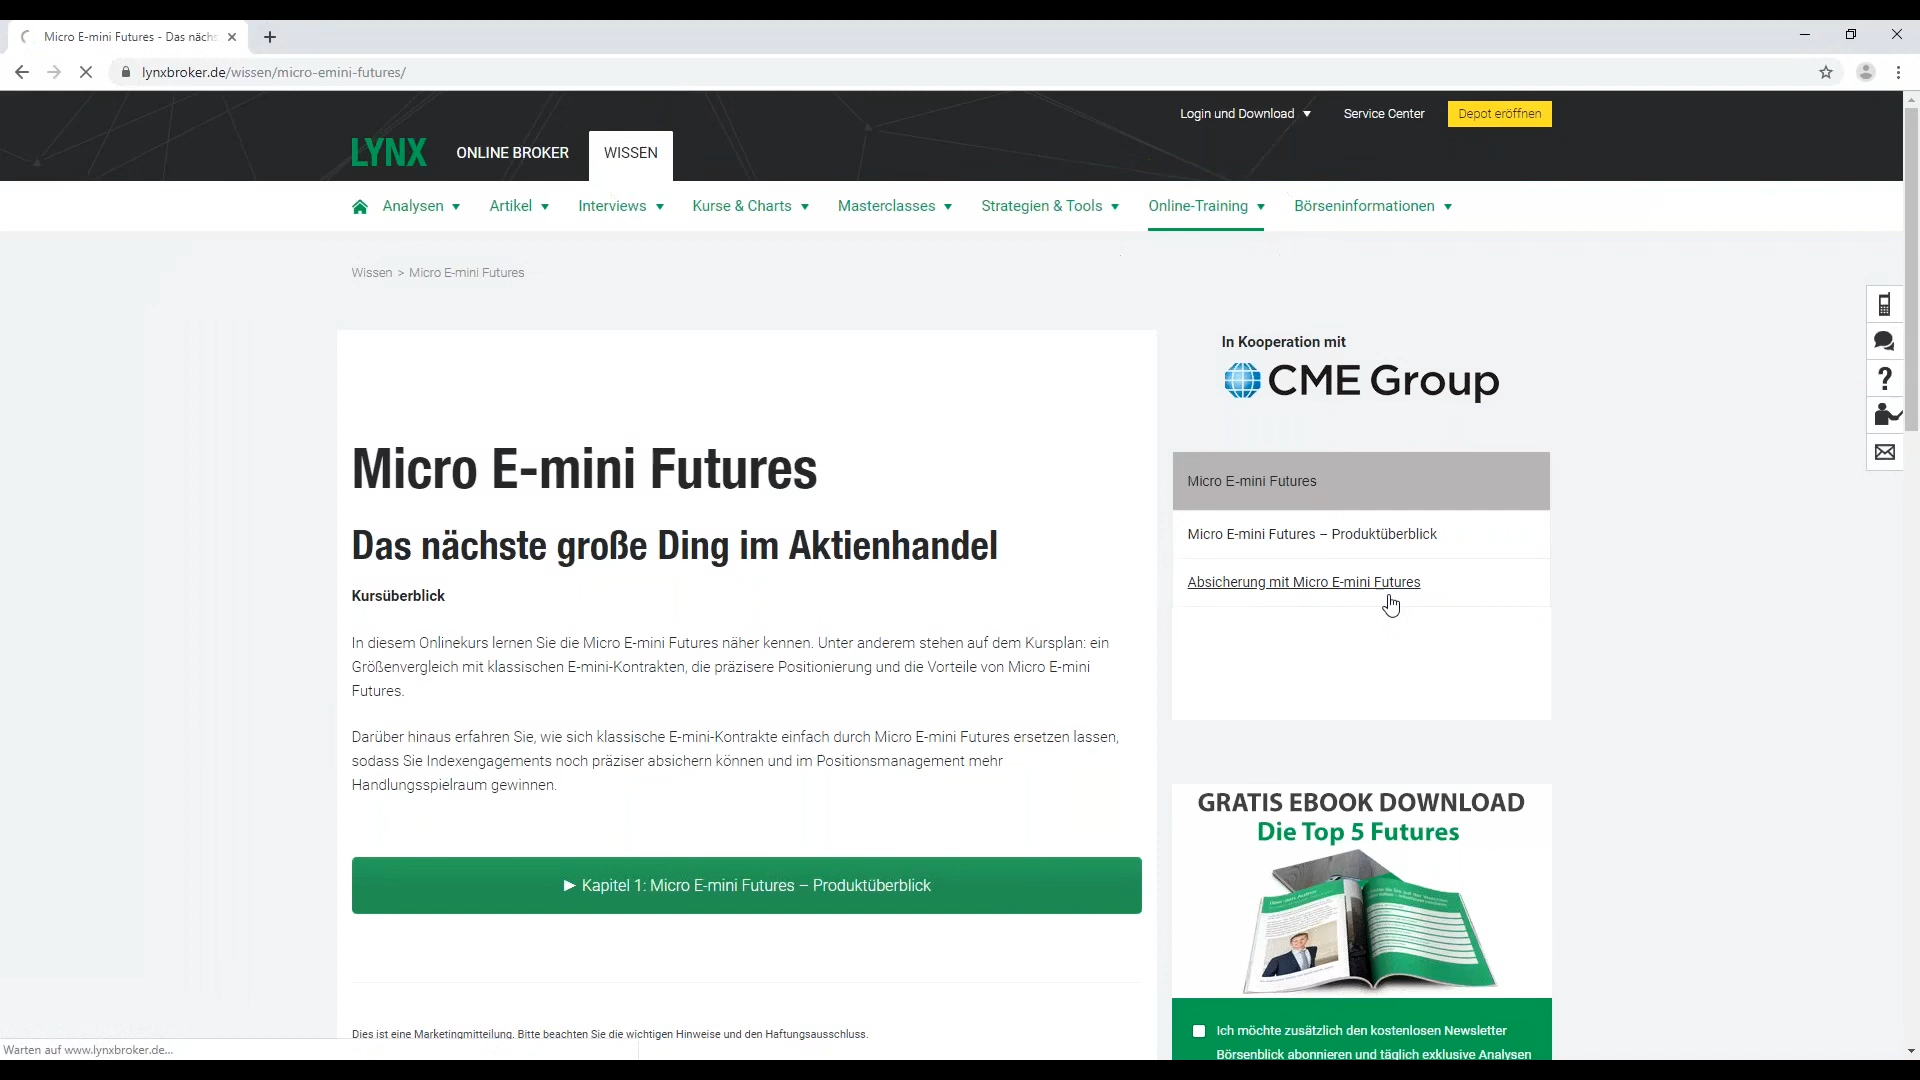 Micro E-mini Futures - Das nächs
lynxbroker.de/wissen/micro-emini-futures/
Login und Download
Service Center
Depot eröffnen
LYNX
ONLINE BROKER
WISSEN
Analysen
Artikel
Interviews
Kurse & Charts
Masterclasses
Strategien & Tools
Online-Training
Börseninformationen
Wissen > Micro E-mini Futures
Micro E-mini Futures
Das nächste große Ding im Aktienhandel
Kursüberblick
In diesem Onlinekurs lernen Sie die Micro E-mini Futures näher kennen. Unter anderem stehen auf dem Kursplan: ein
Größenvergleich mit klassischen E-mini-Kontrakten, die präzisere Positionierung und die Vorteile von Micro E-mini
Futures.
Darüber hinaus erfahren Sie, wie sich klassische E-mini-Kontrakte einfach durch Micro E-mini Futures ersetzen lassen,
sodass Sie Indexengagements noch präziser absichern können und im Positionsmanagement mehr
Handlungsspielraum gewinnen.
► Kapitel 1: Micro E-mini Futures – Produktüberblick
Dies ist eine Marketingmitteilung. Bitte beachten Sie die wichtigen Hinweise und den Haftungsausschluss.
In Kooperation mit
CME Group
Micro E-mini Futures
Micro E-mini Futures – Produktüberblick
Absicherung mit Micro E-mini Futures
GRATIS EBOOK DOWNLOAD
Die Top 5 Futures
Ich möchte zusätzlich den kostenlosen Newsletter
Börsenblick abonnieren und täglich exklusive Analysen
Warten auf www.lynxbroker.de...